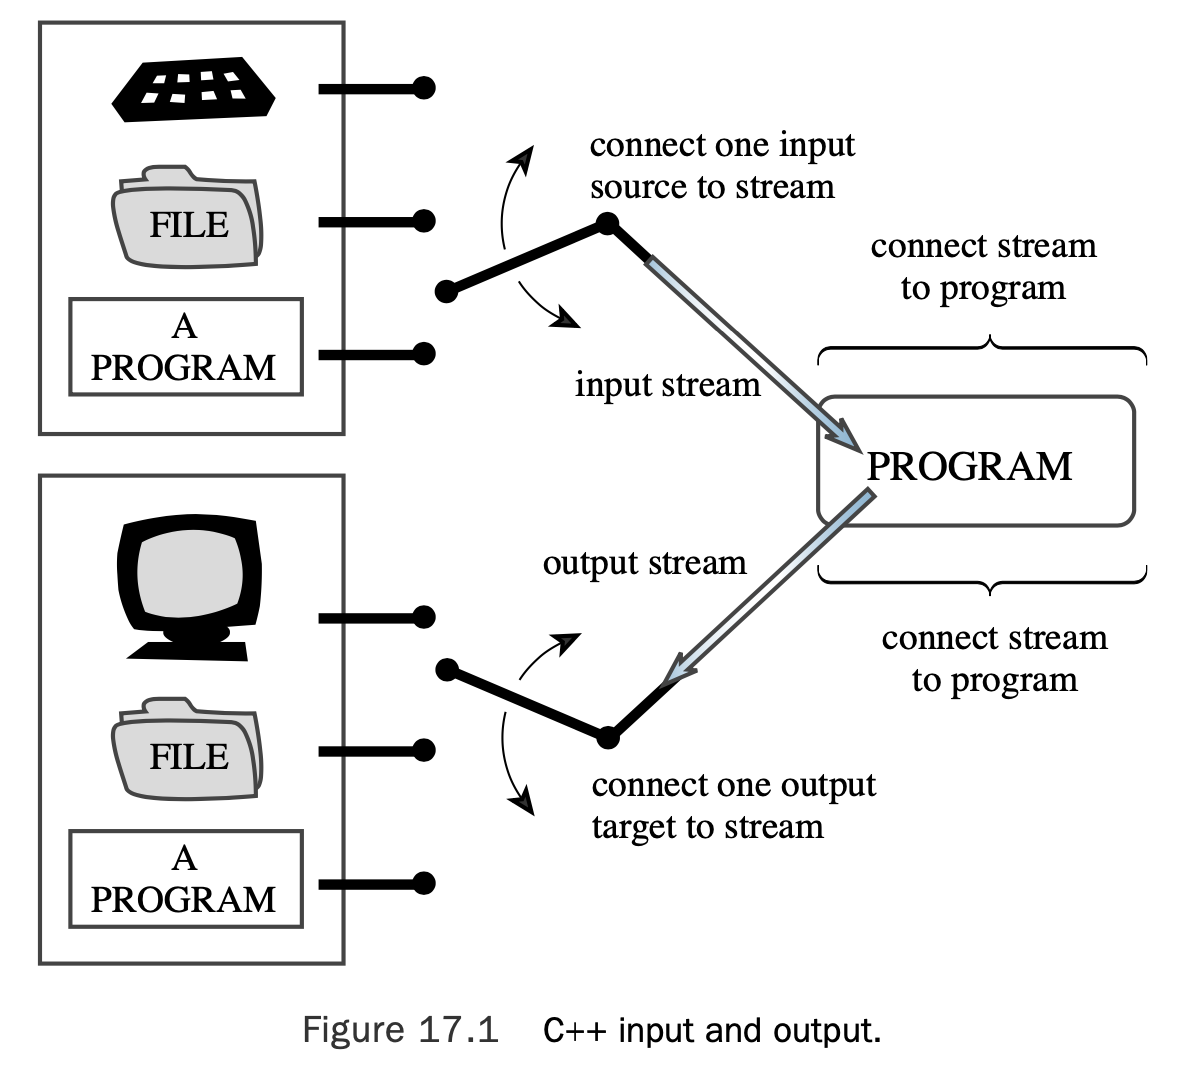 connect one input
source to stream
FILE
connect stream
to program
A
PROGRAM
input stream
PROGRAM
output stream
connect stream
to program
FILE
connect one output
target to stream
A
PROGRAM
Figure 17.1 C++ input and output.